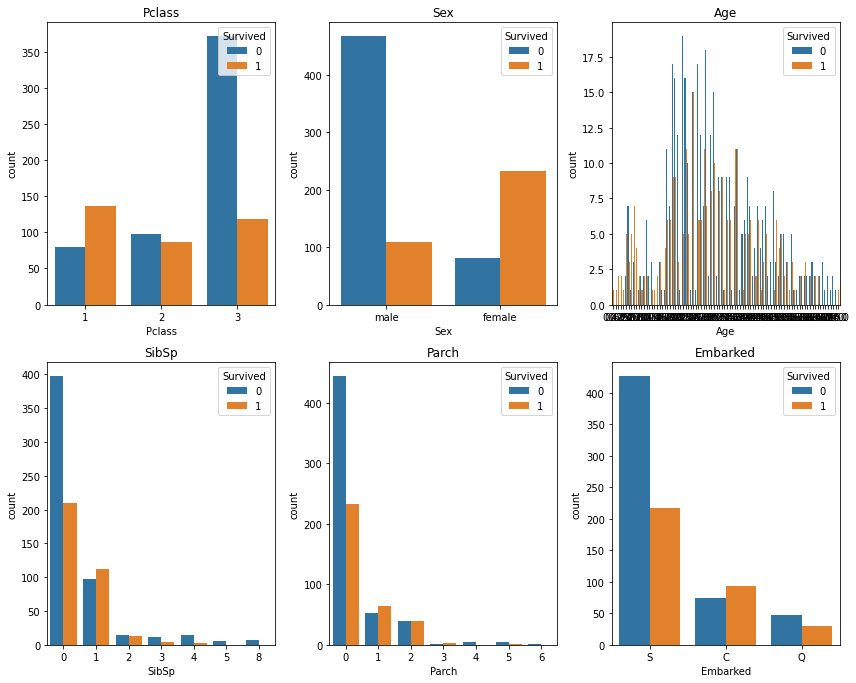 Pclass
350
300
250
200
150
100
50
0
count
1
2
3
Pclass
Survived
0
1
Sex
400
300
200
100
0
count
male
female
Sex
Survived
0
1
Age
17.5
15.0
12.5
10.0
7.5
5.0
2.5
0.0
count
Age
Survived
0
1
SibSp
400
350
300
250
200
150
100
50
0
count
0
1
2
3
4
5
8
SibSp
Survived
0
1
Parch
400
300
200
100
0
count
0
1
2
3
4
5
6
Parch
Survived
0
1
Embarked
450
400
350
300
250
200
150
100
50
0
count
S
C
Q
Embarked
Survived
0
1